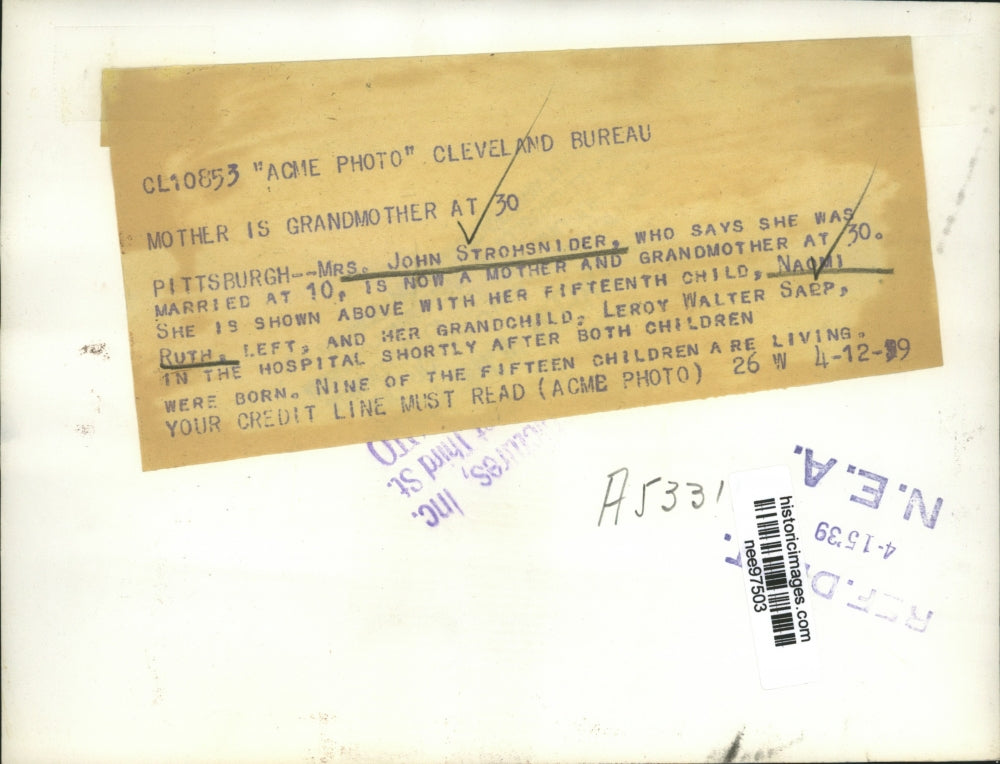 CL10853 "ACME PHOTO" CLEVELAND BUREAU
MOTHER IS GRANDMOTHER AT 30
PITTSBURGH--MRS. JOHN STROHSNIDER, WHO SAYS SHE WAS
MARRIED AT 10, IS NOW A MOTHER AND GRANDMOTHER AT 30.
SHE IS SHOWN ABOVE WITH HER FIFTEENTH CHILD, NAOMI
RUTH, LEFT, AND HER GRANDCHILD, LEROY WALTER SAPP,
IN THE HOSPITAL SHORTLY AFTER BOTH CHILDREN
WERE BORN. NINE OF THE FIFTEEN CHILDREN ARE LIVING.
YOUR CREDIT LINE MUST READ (ACME PHOTO) 26 W 4-12-39
Inc.
Third St.
A5331
N.E.A.
4-15 39
historicimages.com
nee97503